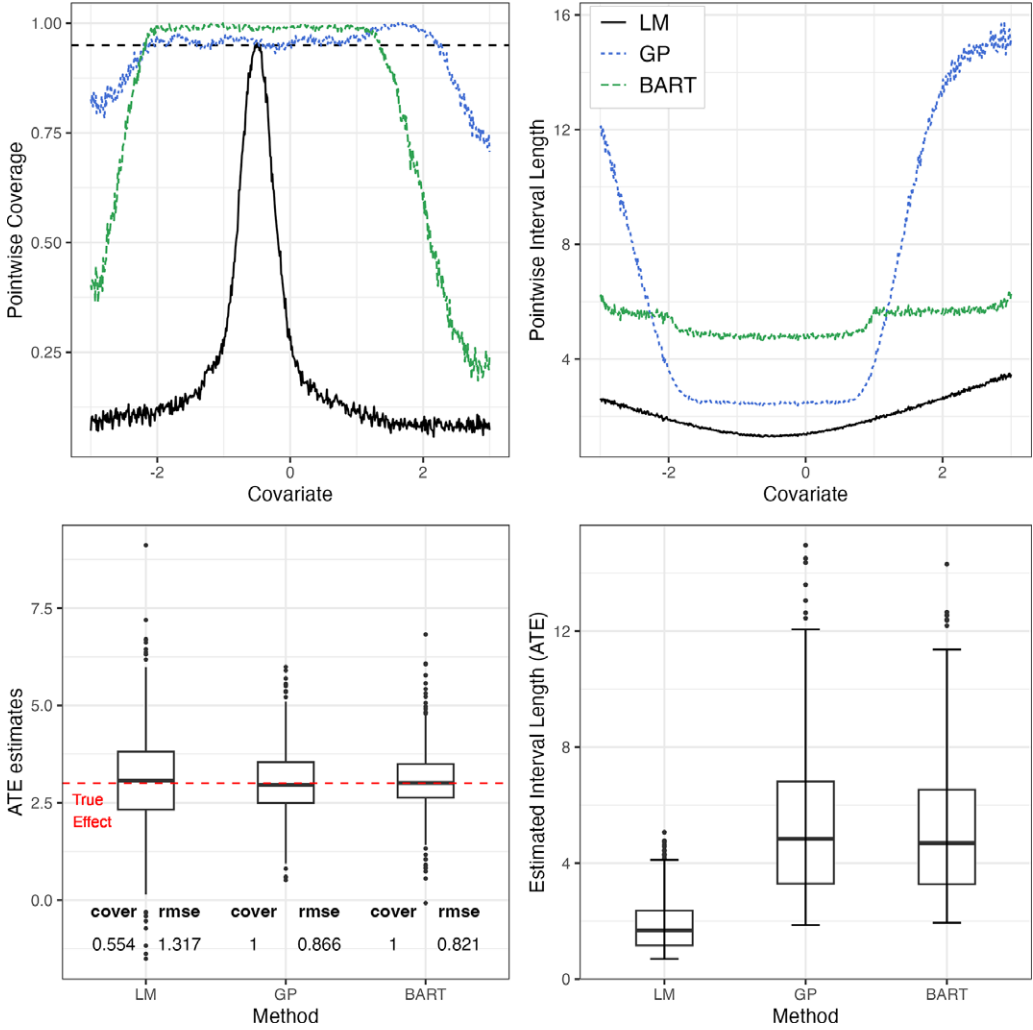 1.00
0.75
0.50
0.25
Pointwise Coverage
-2
0
2
Covariate
16
12
8
4
Pointwise Interval Length
LM
GP
BART
-2
0
2
Covariate
7.5
5.0
2.5
0.0
ATE estimates
True
Effect
cover rmse cover rmse cover rmse
0.554 1.317 1 0.866 1 0.821
LM GP BART
Method
12
8
4
0
Estimated Interval Length (ATE)
LM GP BART
Method